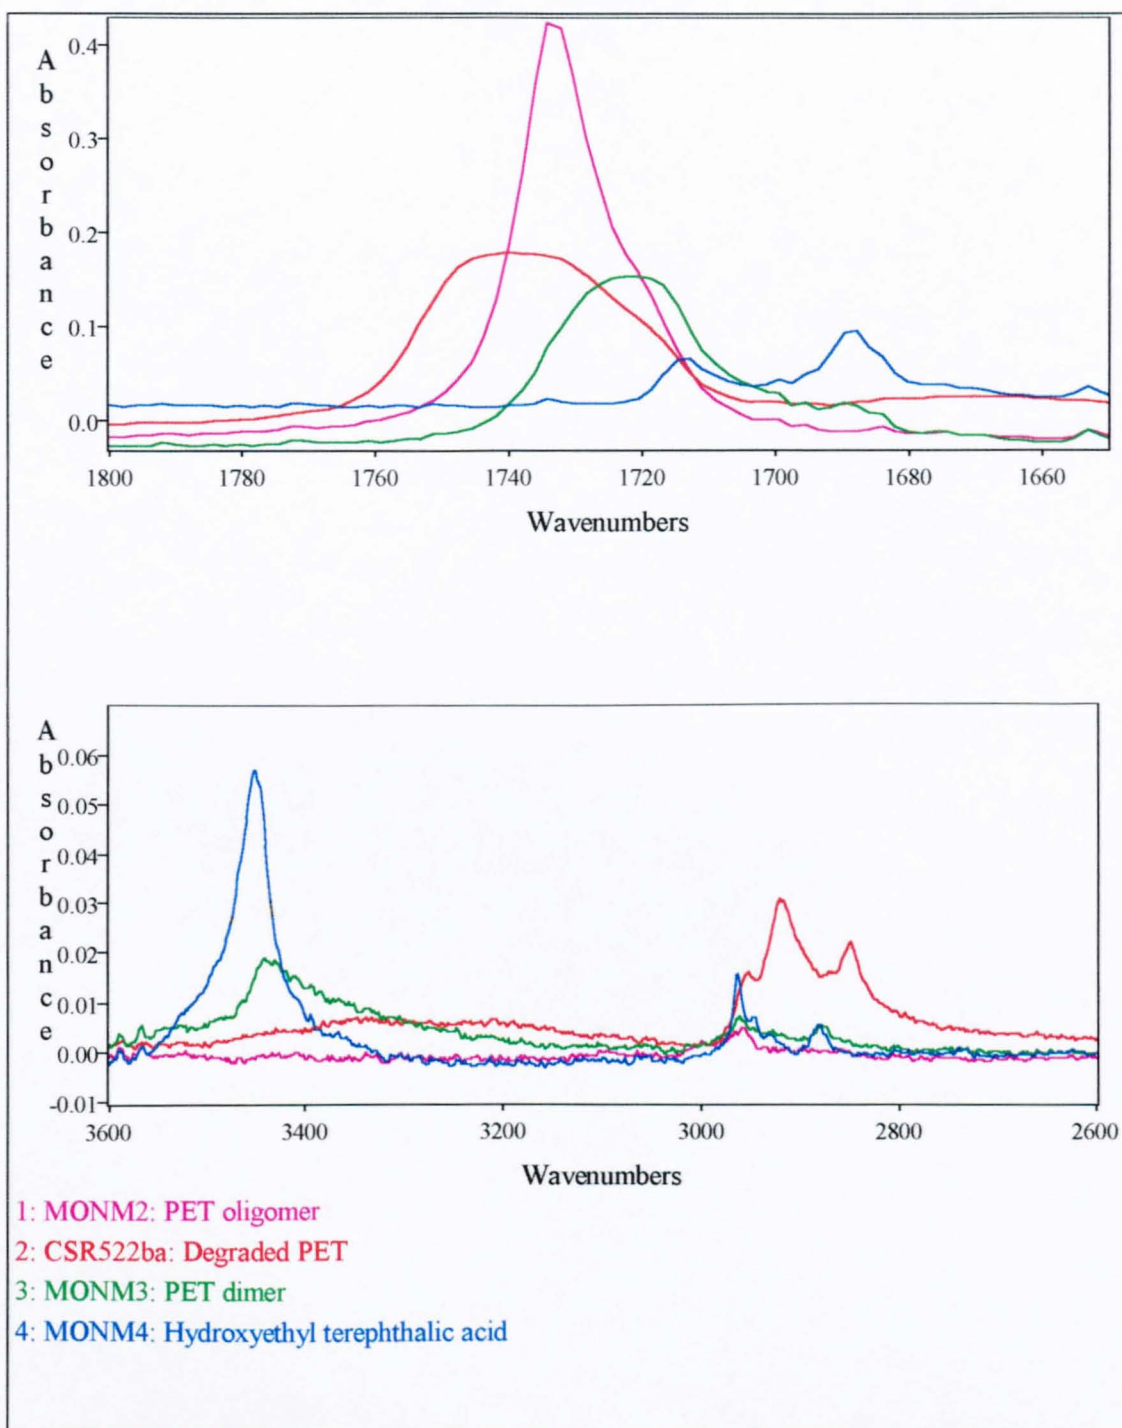 Absorbance
0.4
0.3
0.2
0.1
0.0
1800 1780 1760 1740 1720 1700 1680 1660
Wavenumbers
Absorbance
0.06
0.05
0.04
0.03
0.02
0.01
0.00
-0.01
3600 3400 3200 3000 2800 2600
Wavenumbers
1: MONM2: PET oligomer
2: CSR522ba: Degraded PET
3: MONM3: PET dimer
4: MONM4: Hydroxyethyl terephthalic acid